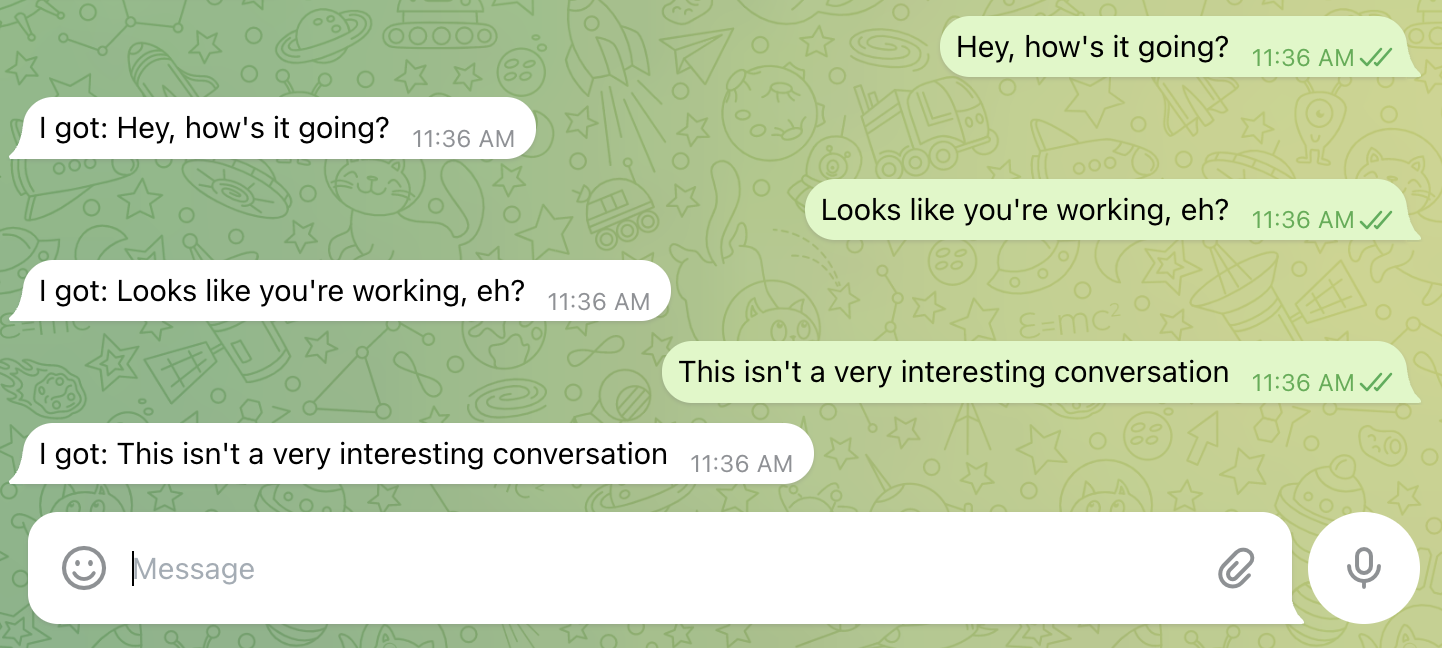 Hey, how's it going? 11:36 AM
I got: Hey, how's it going? 11:36 AM
Looks like you're working, eh? 11:36 AM
I got: Looks like you're working, eh? 11:36 AM
ε=mc²
This isn't a very interesting conversation 11:36 AM
I got: This isn't a very interesting conversation 11:36 AM
Message